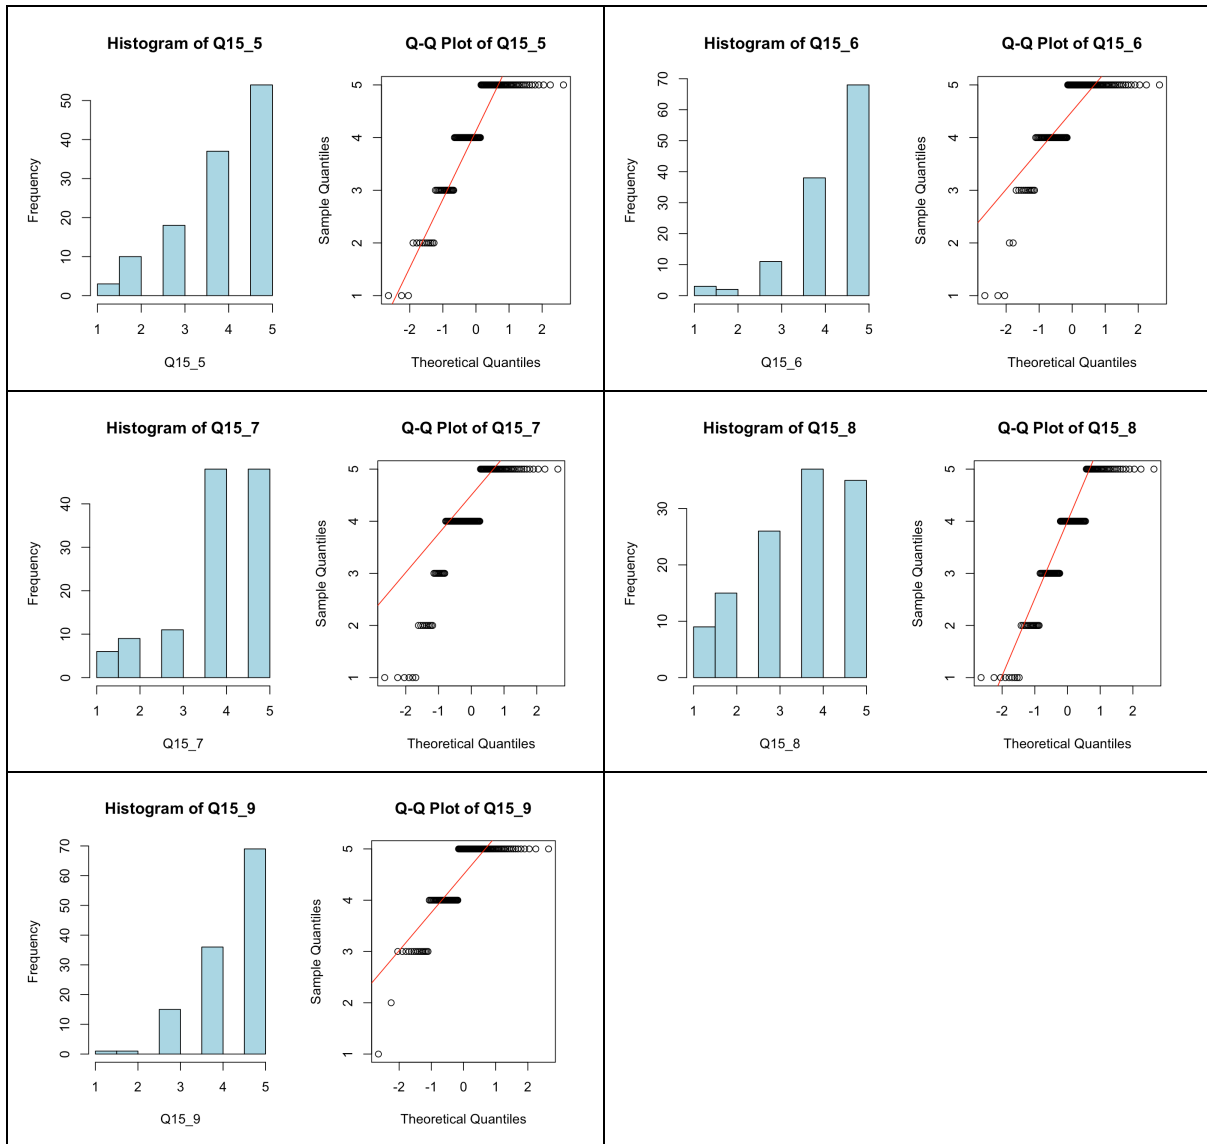 Histogram of Q15_5
Frequency
50
40
30
20
10
0
1 2 3 4 5
Q15_5
Q-Q Plot of Q15_5
Sample Quantiles
5
4
3
2
1
-2 -1 0 1 2
Theoretical Quantiles
Histogram of Q15_6
Frequency
70
60
50
40
30
20
10
0
1 2 3 4 5
Q15_6
Q-Q Plot of Q15_6
Sample Quantiles
5
4
3
2
1
-2 -1 0 1 2
Theoretical Quantiles
Histogram of Q15_7
Frequency
40
30
20
10
0
1 2 3 4 5
Q15_7
Q-Q Plot of Q15_7
Sample Quantiles
5
4
3
2
1
-2 -1 0 1 2
Theoretical Quantiles
Histogram of Q15_8
Frequency
30
20
10
0
1 2 3 4 5
Q15_8
Q-Q Plot of Q15_8
Sample Quantiles
5
4
3
2
1
-2 -1 0 1 2
Theoretical Quantiles
Histogram of Q15_9
Frequency
70
60
50
40
30
20
10
0
1 2 3 4 5
Q15_9
Q-Q Plot of Q15_9
Sample Quantiles
5
4
3
2
1
-2 -1 0 1 2
Theoretical Quantiles